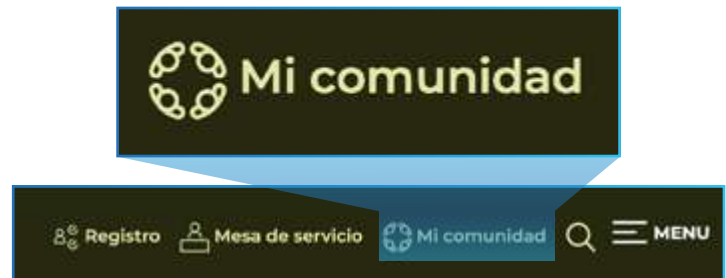 Mi comunidad
Registro Mesa de servicio Mi comunidad MENU